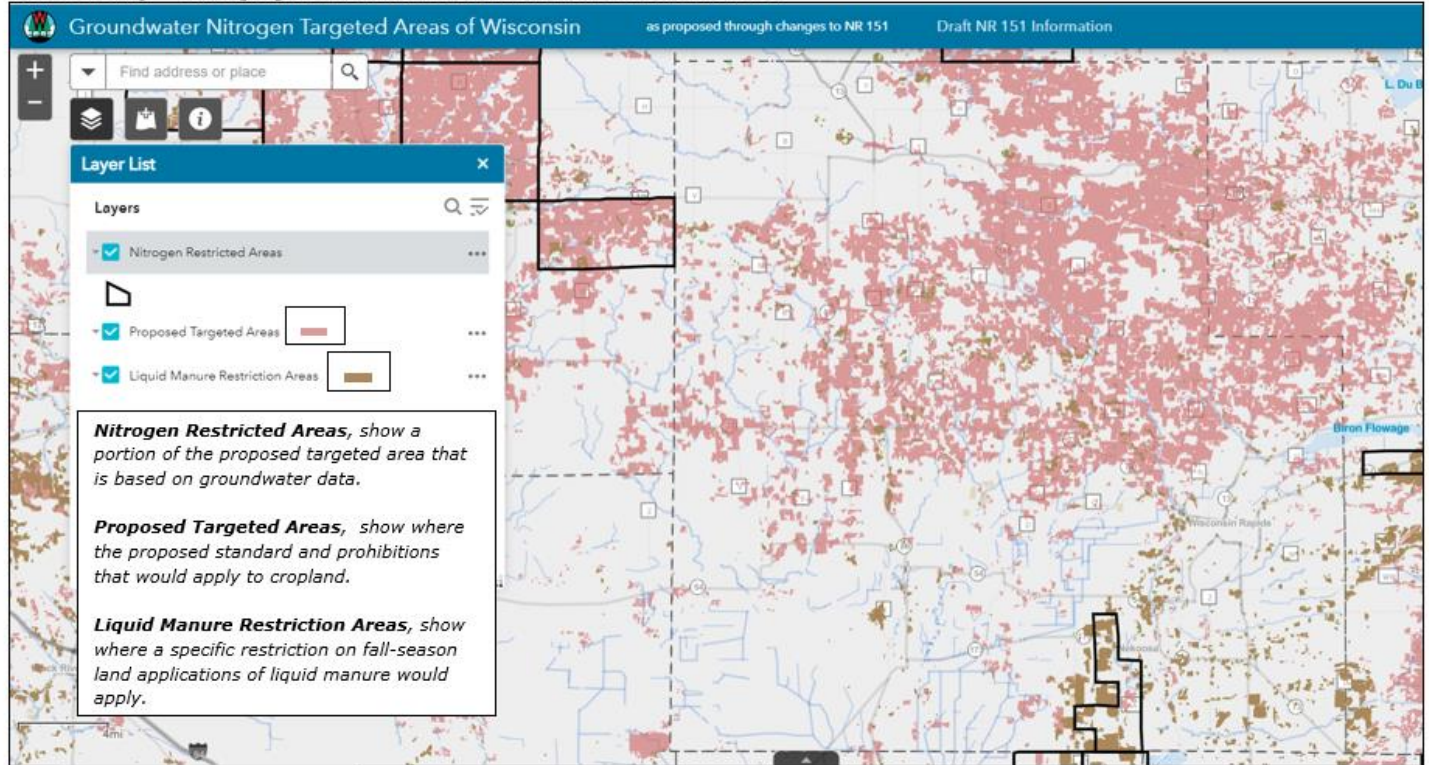 Groundwater Nitrogen Targeted Areas of Wisconsin
as proposed through changes to NR 151
Draft NR 151 Information
+
Find address or place
−
Layer List
×
Layers
Nitrogen Restricted Areas
Proposed Targeted Areas
Liquid Manure Restriction Areas
Nitrogen Restricted Areas, show a
portion of the proposed targeted area that
is based on groundwater data.
Proposed Targeted Areas, show where
the proposed standard and prohibitions
that would apply to cropland.
Liquid Manure Restriction Areas, show
where a specific restriction on fall-season
land applications of liquid manure would
apply.
4mi
L. Du B
Biron Flowage
Wisconsin Rapids
Nekoosa